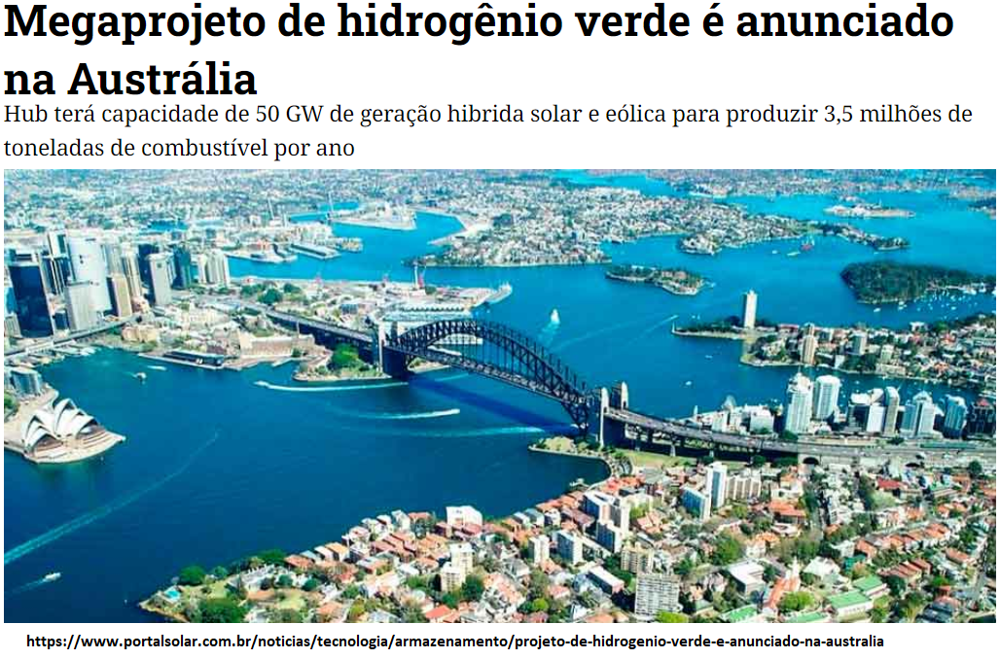 Megaprojeto de hidrogênio verde é anunciado
na Austrália
Hub terá capacidade de 50 GW de geração hibrida solar e eólica para produzir 3,5 milhões de
toneladas de combustível por ano
https://www.portalsolar.com.br/noticias/tecnologia/armazenamento/projeto-de-hidrogenio-verde-e-anunciado-na-australia